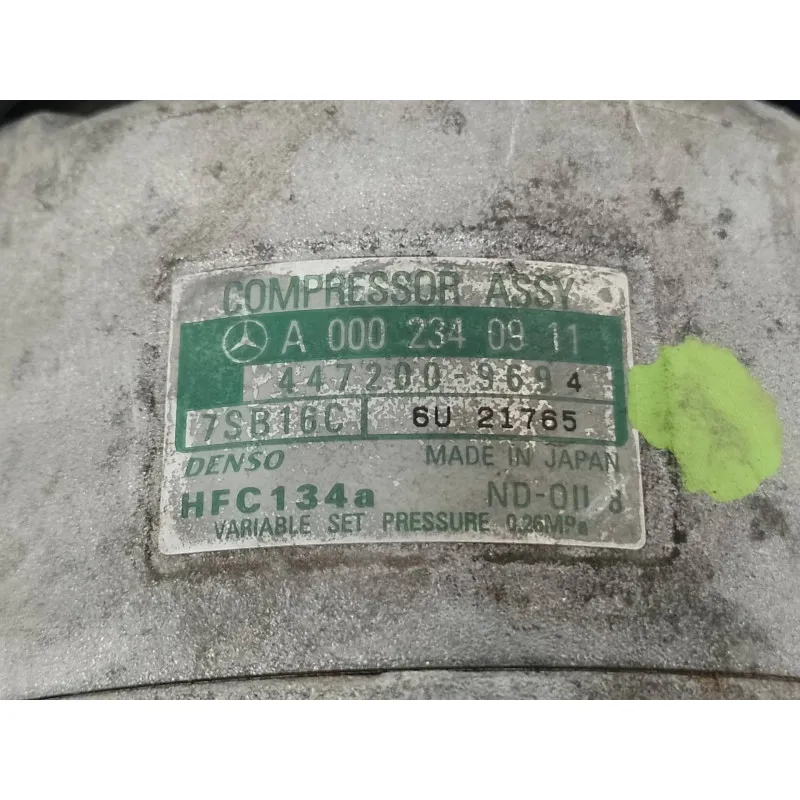 COMPRESSOR ASSY
A 000 234 09 11
447200-9694
7SB16C 6U 21765
DENSO MADE IN JAPAN
HFC134a ND-OIL 8
VARIABLE SET PRESSURE 0.26MPa